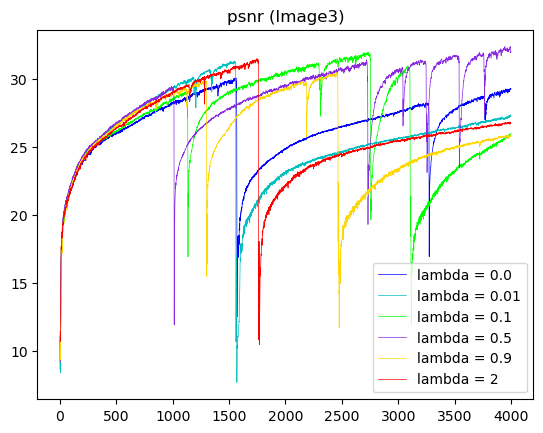 psnr (Image3)
30
25
20
15
10
lambda = 0.0
lambda = 0.01
lambda = 0.1
lambda = 0.5
lambda = 0.9
lambda = 2
0 500 1000 1500 2000 2500 3000 3500 4000